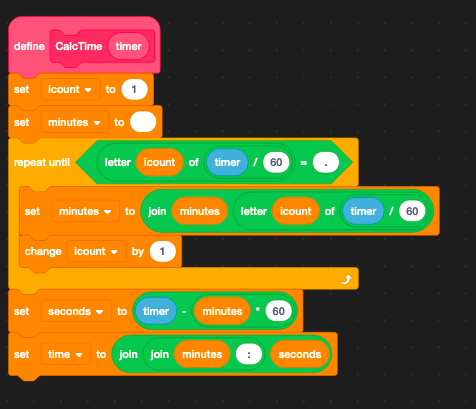 define CalcTime timer
set icount to 1
set minutes to
repeat until letter icount of timer / 60 = .
set minutes to join minutes letter icount of timer / 60
change icount by 1
set seconds to timer - minutes * 60
set time to join join minutes : seconds